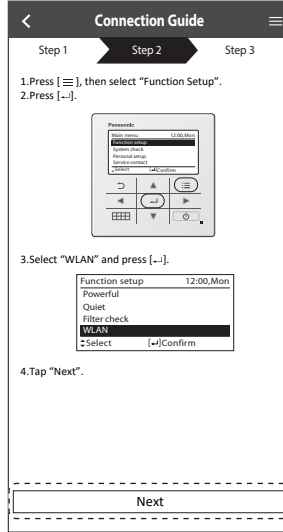 Connection Guide
Step 1 Step 2 Step 3
1.Press [ ☰ ], then select “Function Setup”.
2.Press [↵].
Panasonic
Main menu 12:00,Mon
Function setup
System check
Personal setup
Service contact
Select [↵]Confirm
3.Select “WLAN” and press [↵].
Function setup 12:00,Mon
Powerful
Quiet
Filter check
WLAN
Select [↵]Confirm
4.Tap “Next”.
Next